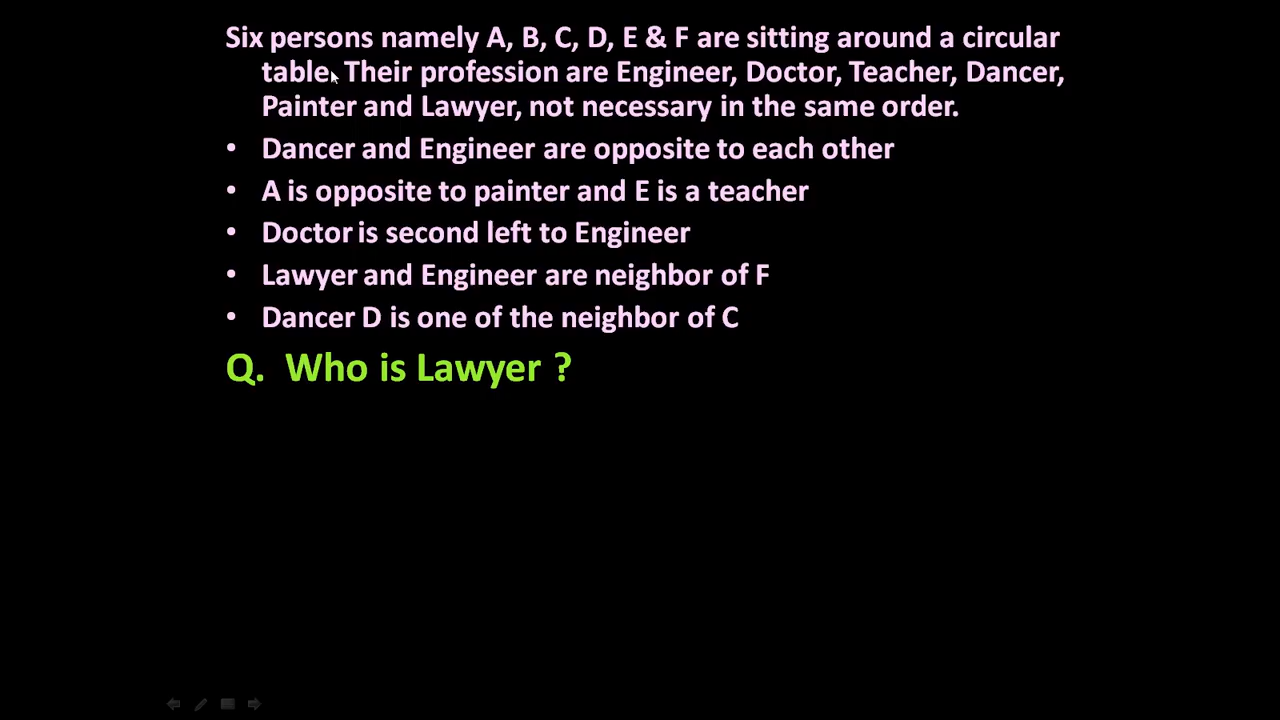 Six persons namely A, B, C, D, E & F are sitting around a circular
table. Their profession are Engineer, Doctor, Teacher, Dancer,
Painter and Lawyer, not necessary in the same order.
• Dancer and Engineer are opposite to each other
• A is opposite to painter and E is a teacher
• Doctor is second left to Engineer
• Lawyer and Engineer are neighbor of F
• Dancer D is one of the neighbor of C
Q. Who is Lawyer ?